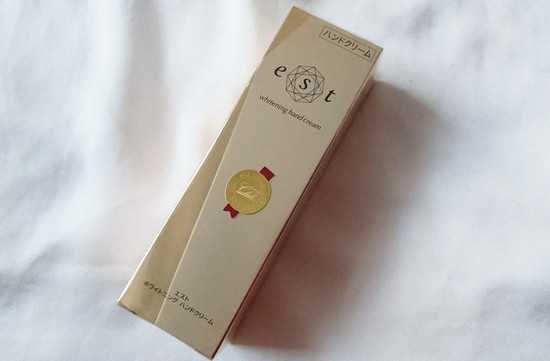 ハンドクリーム
est
whitening hand cream
エスト
ホワイトニング ハンドクリーム